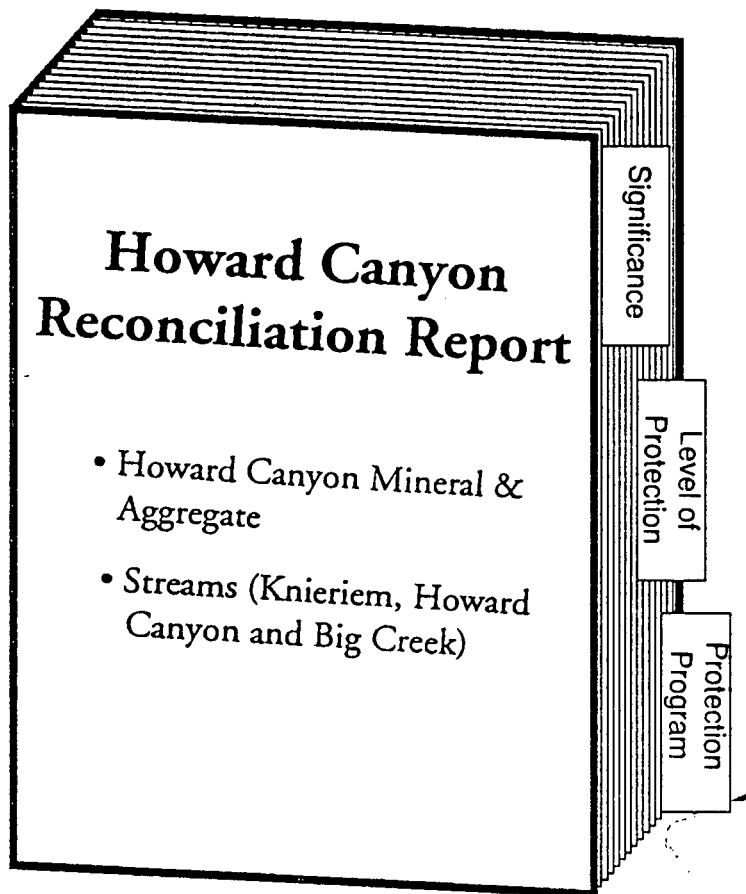 Howard Canyon
Reconciliation Report
• Howard Canyon Mineral &
Aggregate
• Streams (Knieriem, Howard
Canyon and Big Creek)
Significance
Level of
Protection
Protection
Program